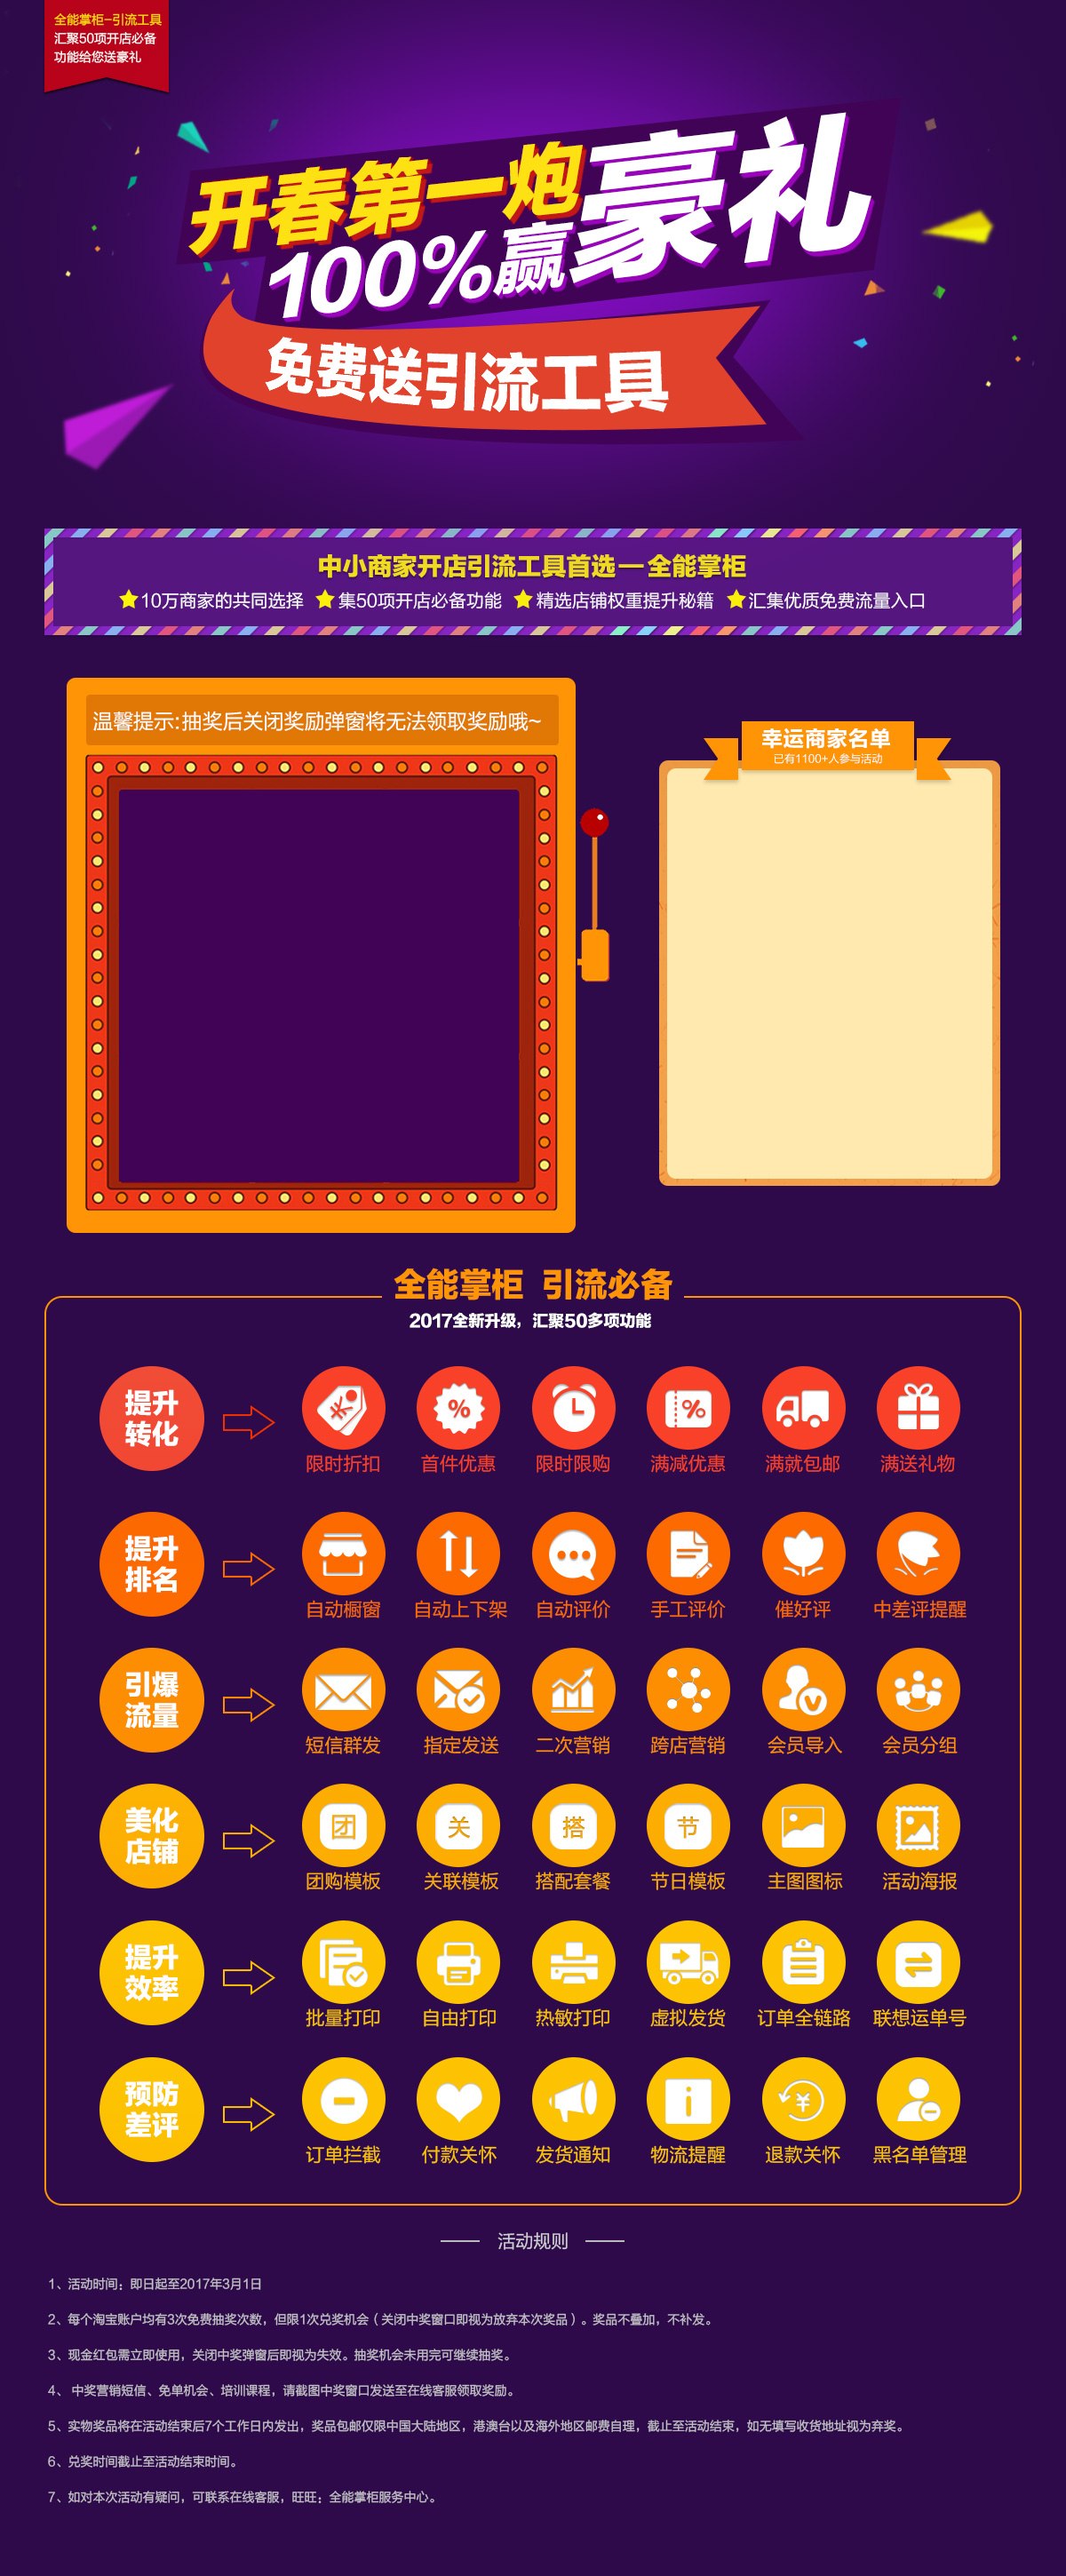 全能掌柜-引流工具
汇聚50项开店必备
功能给您送豪礼
开春第一炮
100%赢豪礼
免费送引流工具
中小商家开店引流工具首选一全能掌柜
10万商家的共同选择 集50项开店必备功能 精选店铺权重提升秘籍 汇集优质免费流量入口
温馨提示:抽奖后关闭奖励弹窗将无法领取奖励哦~
幸运商家名单
已有1100+人参与活动
全能掌柜 引流必备
2017全新升级，汇聚50多项功能
提升
转化
%
%
限时折扣 首件优惠 限时限购 满减优惠 满就包邮 满送礼物
提升
排名
自动橱窗 自动上下架 自动评价 手工评价 催好评 中差评提醒
引爆
流量
V
短信群发 指定发送 二次营销 跨店营销 会员导入 会员分组
美化
店铺
团 关 搭 节
团购模板 关联模板 搭配套餐 节日模板 主图图标 活动海报
提升
效率
批量打印 自由打印 热敏打印 虚拟发货 订单全链路 联想运单号
预防
差评
i ¥
订单拦截 付款关怀 发货通知 物流提醒 退款关怀 黑名单管理
活动规则
1、活动时间：即日起至2017年3月1日
2、每个淘宝账户均有3次免费抽奖次数，但限1次兑奖机会（关闭中奖窗口即视为放弃本次奖品）。奖品不叠加，不补发。
3、现金红包需立即使用，关闭中奖弹窗后即视为失效。抽奖机会未用完可继续抽奖。
4、 中奖营销短信、免单机会、培训课程，请截图中奖窗口发送至在线客服领取奖励。
5、实物奖品将在活动结束后7个工作日内发出，奖品包邮仅限中国大陆地区，港澳台以及海外地区邮费自理，截止至活动结束，如无填写收货地址视为弃奖。
6、兑奖时间截止至活动结束时间。
7、如对本次活动有疑问，可联系在线客服，旺旺：全能掌柜服务中心。